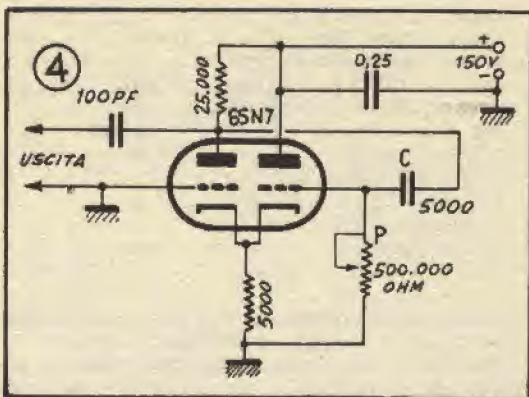 4
100PF
25.000
6SN7
0,25
+
150V
-
USCITA
C
5000
P
500.000
OHM
5000